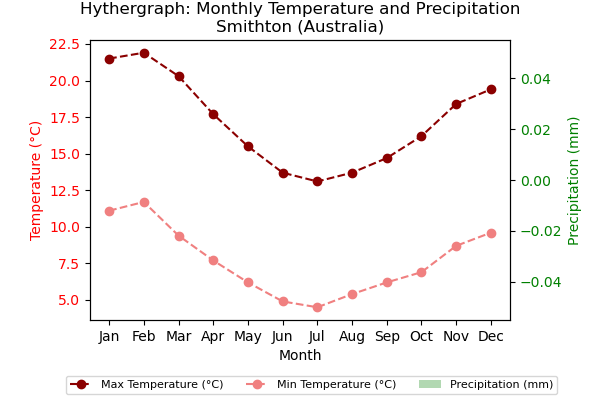 Hythergraph: Monthly Temperature and Precipitation
Smithton (Australia)
Temperature (°C)
22.5
20.0
17.5
15.0
12.5
10.0
7.5
5.0
0.04
0.02
0.00
−0.02
−0.04
Precipitation (mm)
Jan Feb Mar Apr May Jun Jul Aug Sep Oct Nov Dec
Month
Max Temperature (°C) Min Temperature (°C) Precipitation (mm)